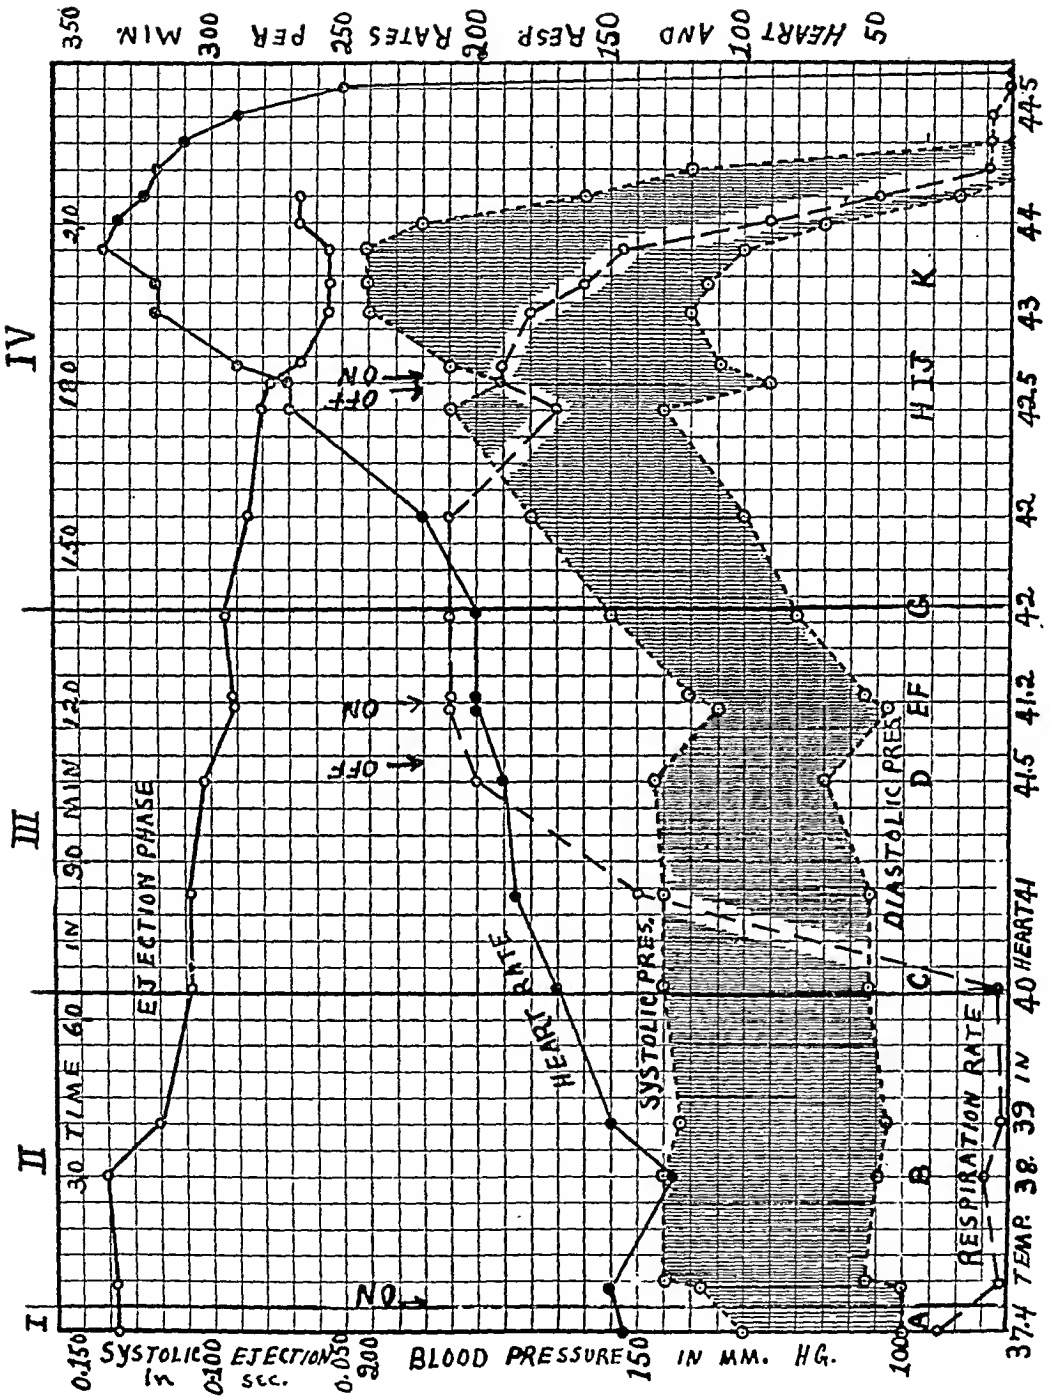 I II III IV
30 TIME 60 IN 90 MIN 120 150 180 210
0.150 0.100 0.050
SYSTOLIC EJECTION
in sec.
200 150 100
BLOOD PRESSURE IN MM. HG.
350 300 250 200 150 100 50
HEART AND RESP. RATES PER MIN.
EJECTION PHASE
ON OFF ON OFF ON
HEART RATE
SYSTOLIC PRES.
DIASTOLIC PRES.
A B C D EF G H IJ K
RESPIRATION RATE
37.4 TEMP. 38. 39 IN 40 HEART 41 41.5 41.2 42 42 42.5 43 44 44.5